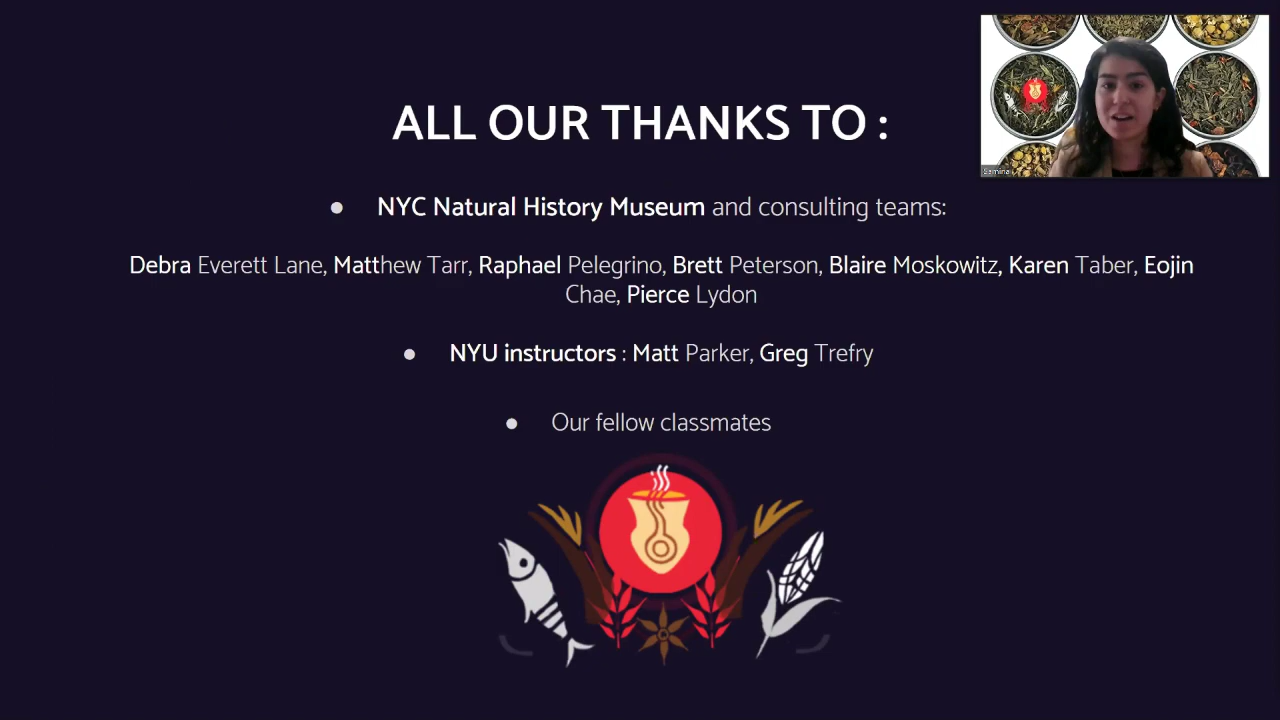 ALL OUR THANKS TO :
Samina
● NYC Natural History Museum and consulting teams:
Debra Everett Lane, Matthew Tarr, Raphael Pelegrino, Brett Peterson, Blaire Moskowitz, Karen Taber, Eojin
Chae, Pierce Lydon
● NYU instructors : Matt Parker, Greg Trefry
● Our fellow classmates